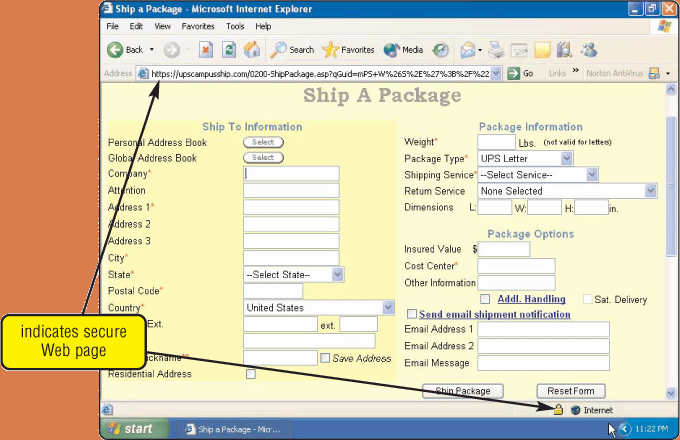 Ship a Package - Microsoft Internet Explorer
File Edit View Favorites Tools Help
Back Search Favorites Media
Address https://upscampusship.com/0200-ShipPackage.asp?qGuid=mPS+W%26S%2E%27%3B%2F%22 Go Links » Norton AntiVirus
Ship A Package
Ship To Information
Personal Address Book Select
Global Address Book Select
Company*
Attention
Address 1*
Address 2
Address 3
City*
State* --Select State--
Postal Code*
Country* United States
Ext. ext.
ckname** Save Address
Residential Address
Package Information
Weight* Lbs. (not valid for letters)
Package Type* UPS Letter
Shipping Service* --Select Service--
Return Service None Selected
Dimensions L: W: H: in.
Package Options
Insured Value $
Cost Center*
Other Information
Addl. Handling Sat. Delivery
Send email shipment notification
Email Address 1
Email Address 2
Email Message
Ship Package Reset Form
indicates secure
Web page
Internet
start Ship a Package - Micr... 11:22 PM